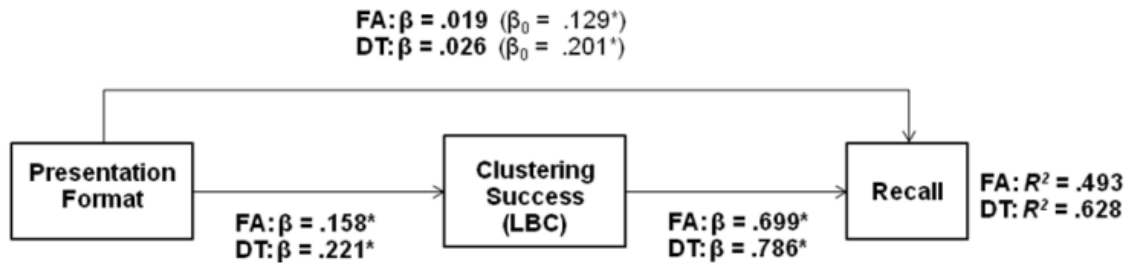 FA: β = .019 (β₀ = .129*)
DT: β = .026 (β₀ = .201*)
Presentation
Format
Clustering
Success
(LBC)
Recall
FA: R² = .493
DT: R² = .628
FA: β = .158*
DT: β = .221*
FA: β = .699*
DT: β = .786*